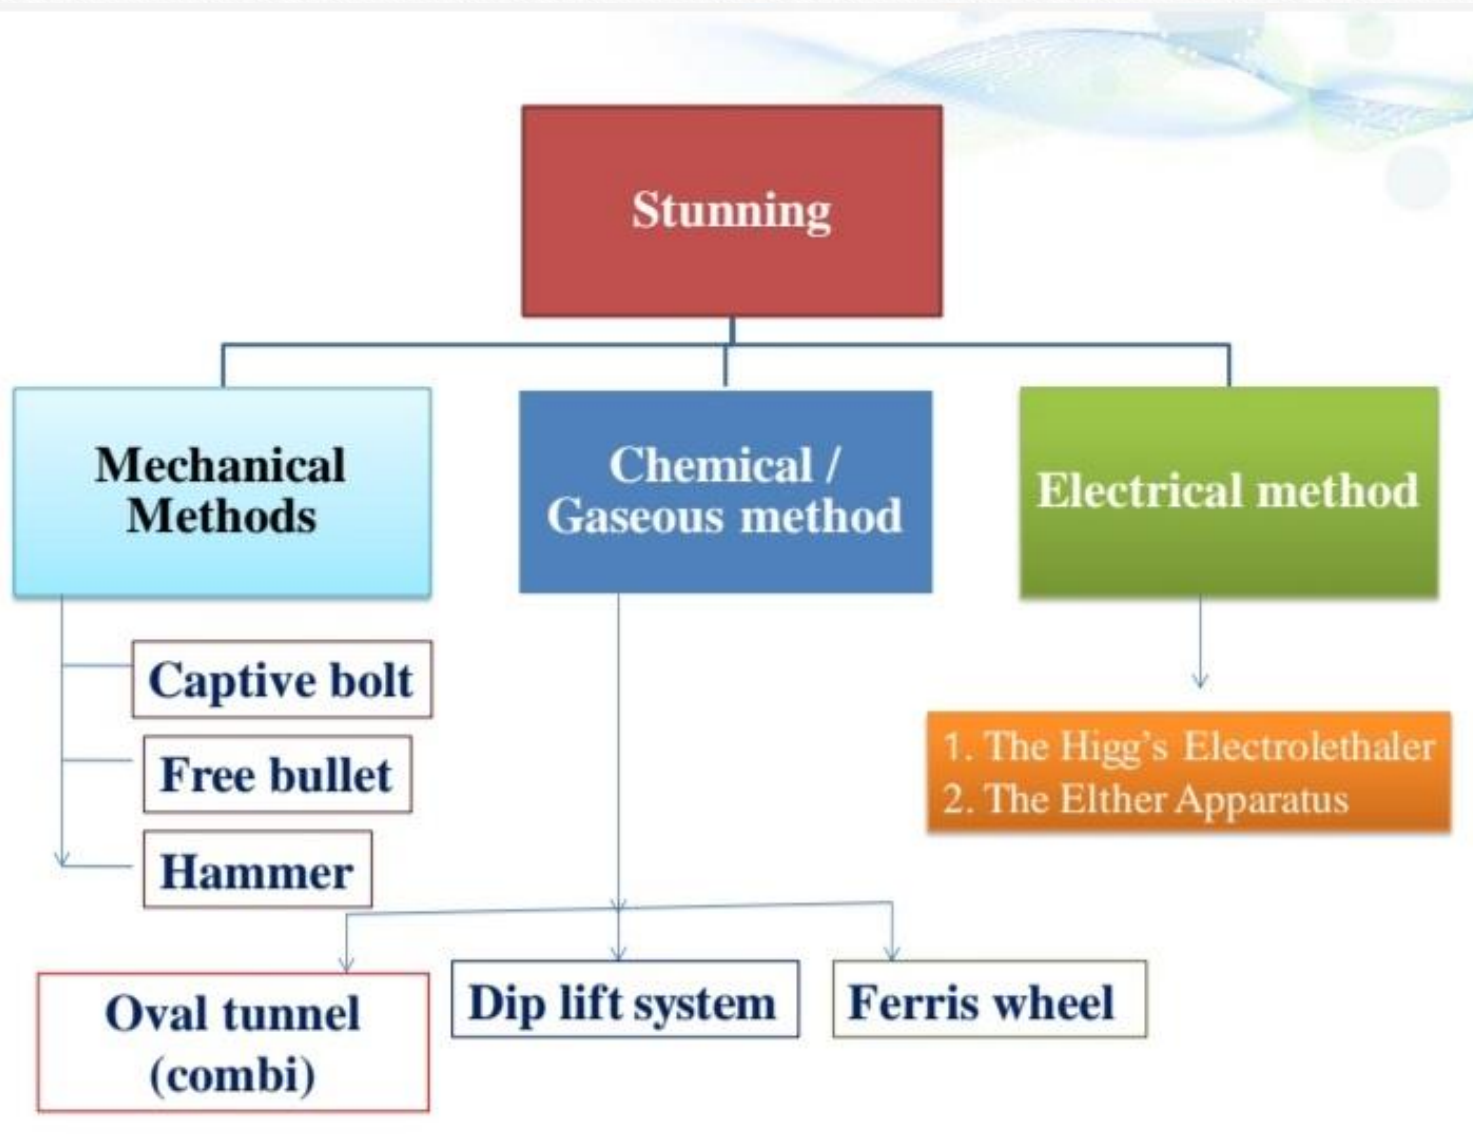 Stunning
Mechanical
Methods
Chemical /
Gaseous method
Electrical method
Captive bolt
Free bullet
Hammer
1. The Higg's Electrolethaler
2. The Elther Apparatus
Oval tunnel
(combi)
Dip lift system
Ferris wheel